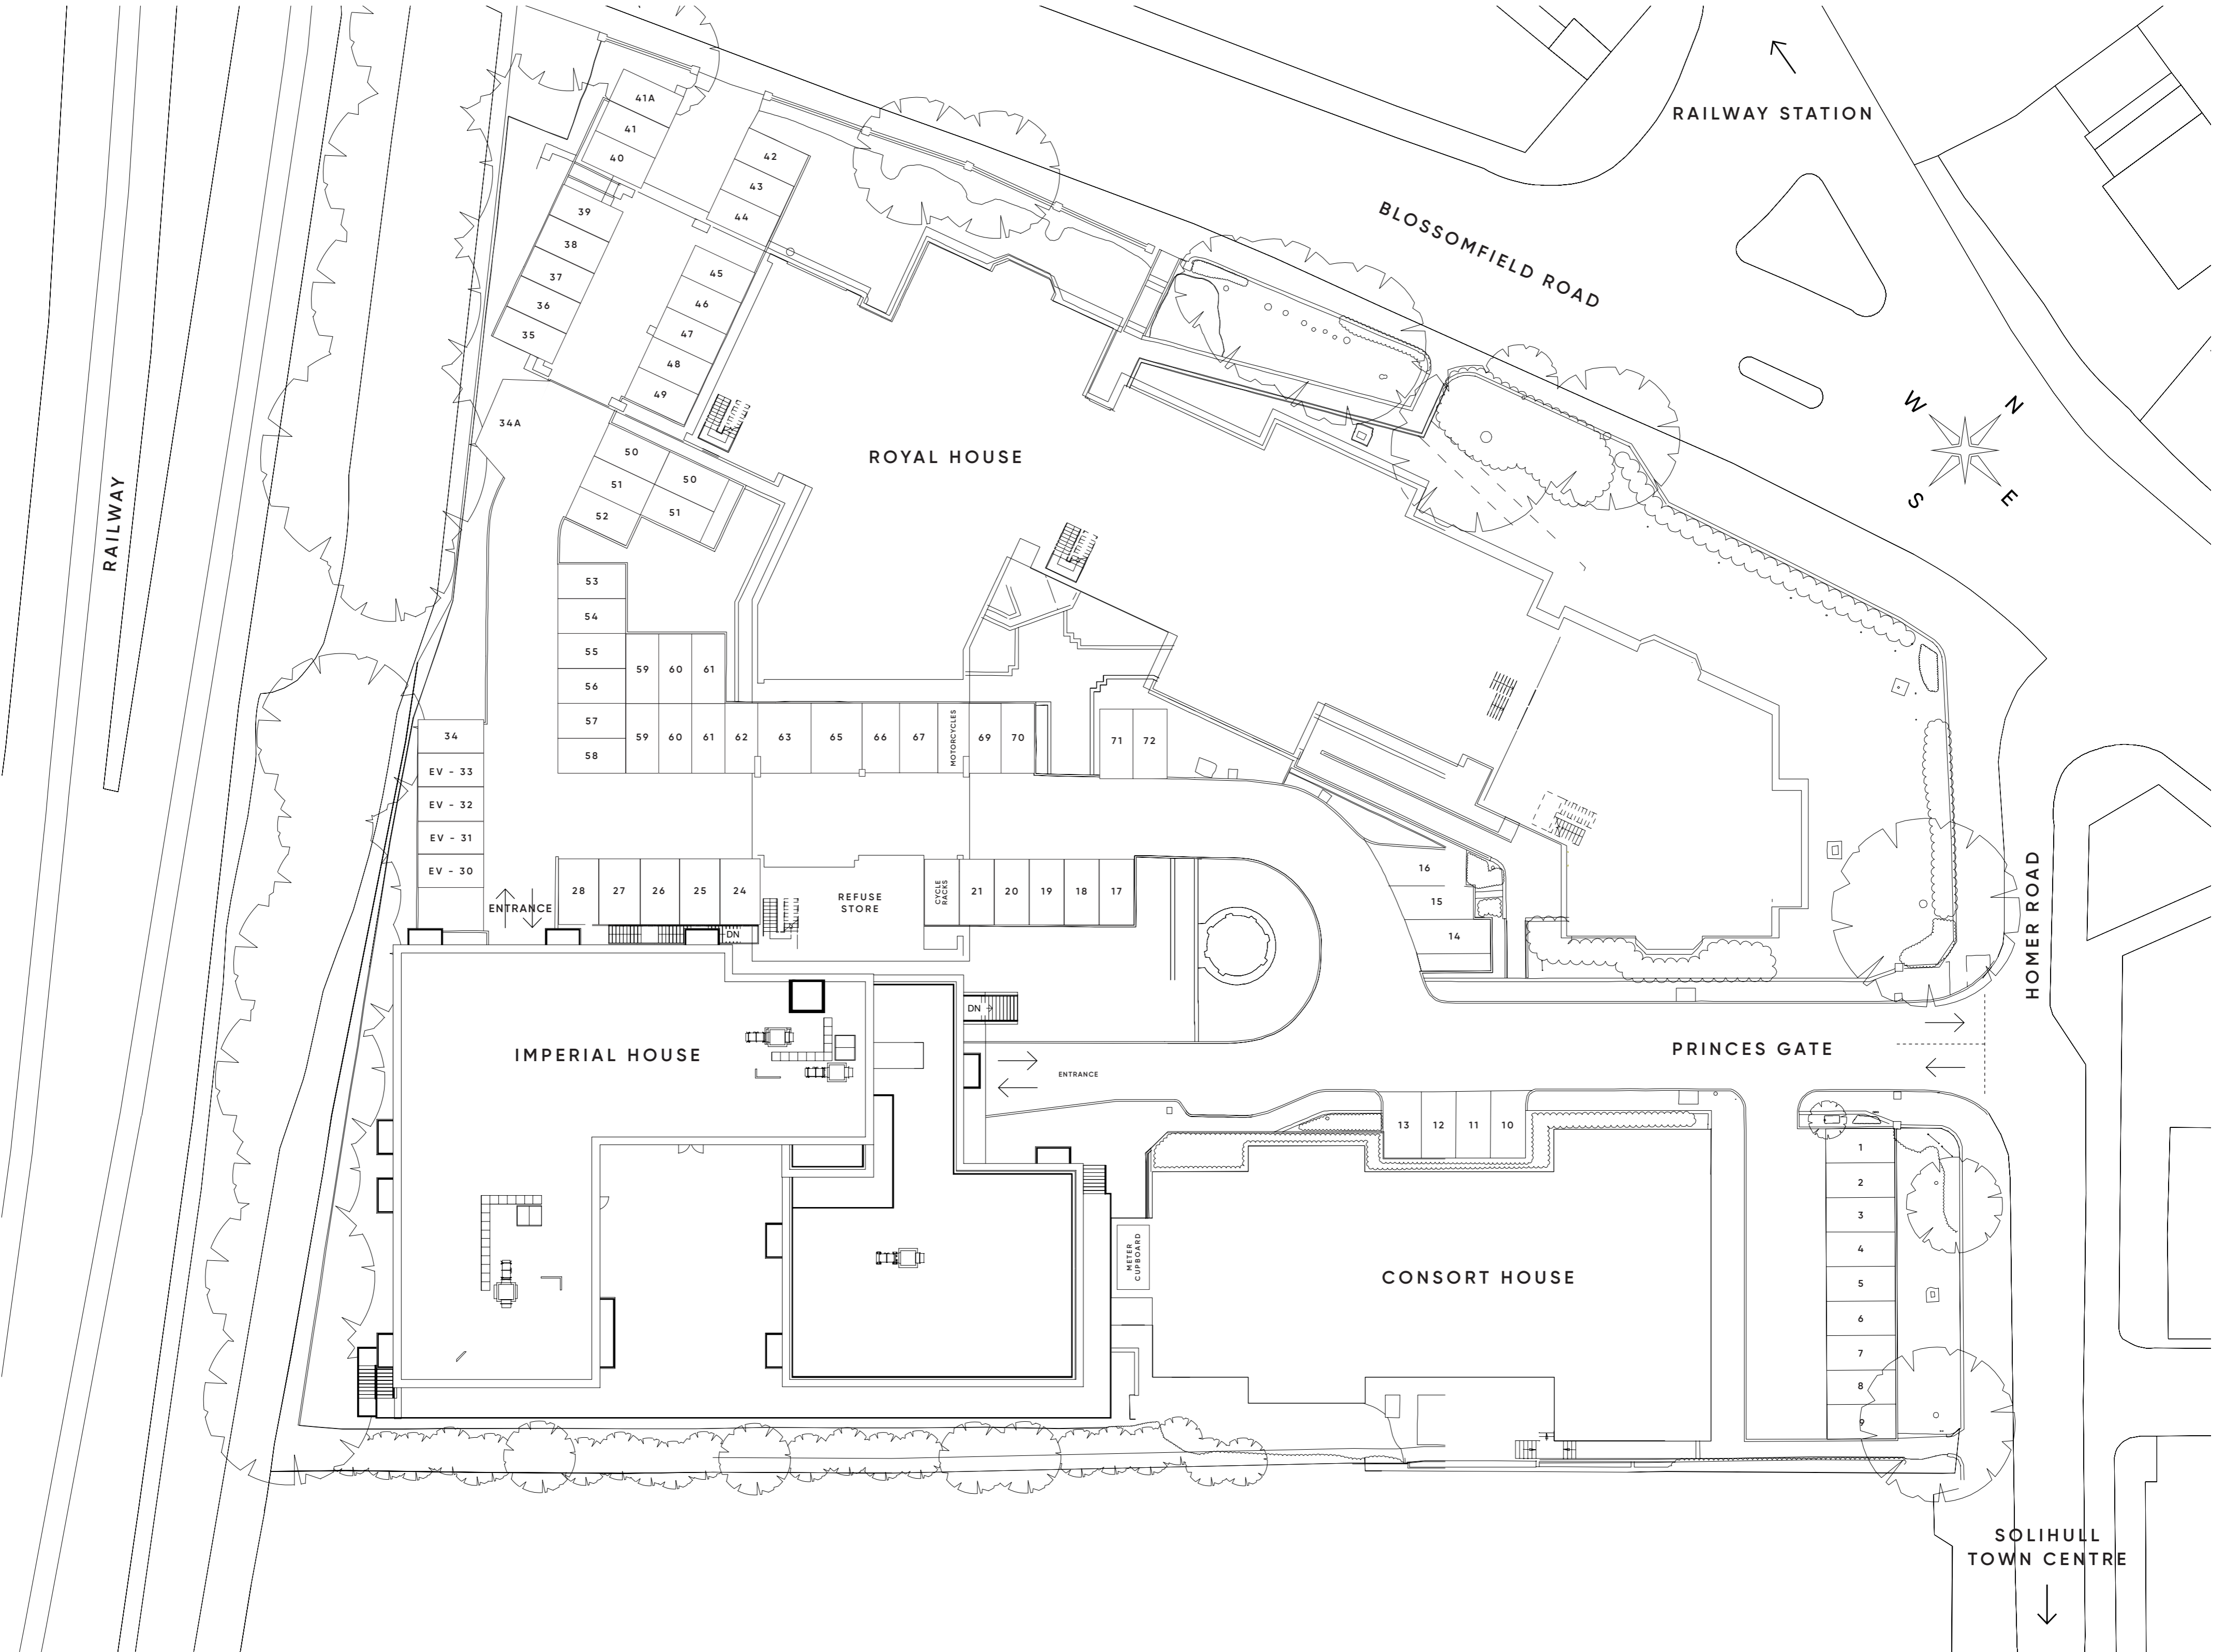 RAILWAY STATION
41A
41
40
42
43
44
39
38
37
36
35
BLOSSOMFIELD ROAD
45
46
47
48
49
34A
ROYAL HOUSE
W
N
S
E
50
50
51
51
52
RAILWAY
53
54
55
56
57
58
59
60
61
59
60
61
62
63
65
66
67
MOTORCYCLES
69
70
71
72
34
EV - 33
EV - 32
EV - 31
EV - 30
ENTRANCE
28
27
26
25
24
DN
REFUSE
STORE
CYCLE
RACKS
21
20
19
18
17
16
15
14
HOMER ROAD
DN
IMPERIAL HOUSE
ENTRANCE
PRINCES GATE
13
12
11
10
1
2
3
4
5
6
7
8
9
METER
CUPBOARD
CONSORT HOUSE
SOLIHULL
TOWN CENTRE